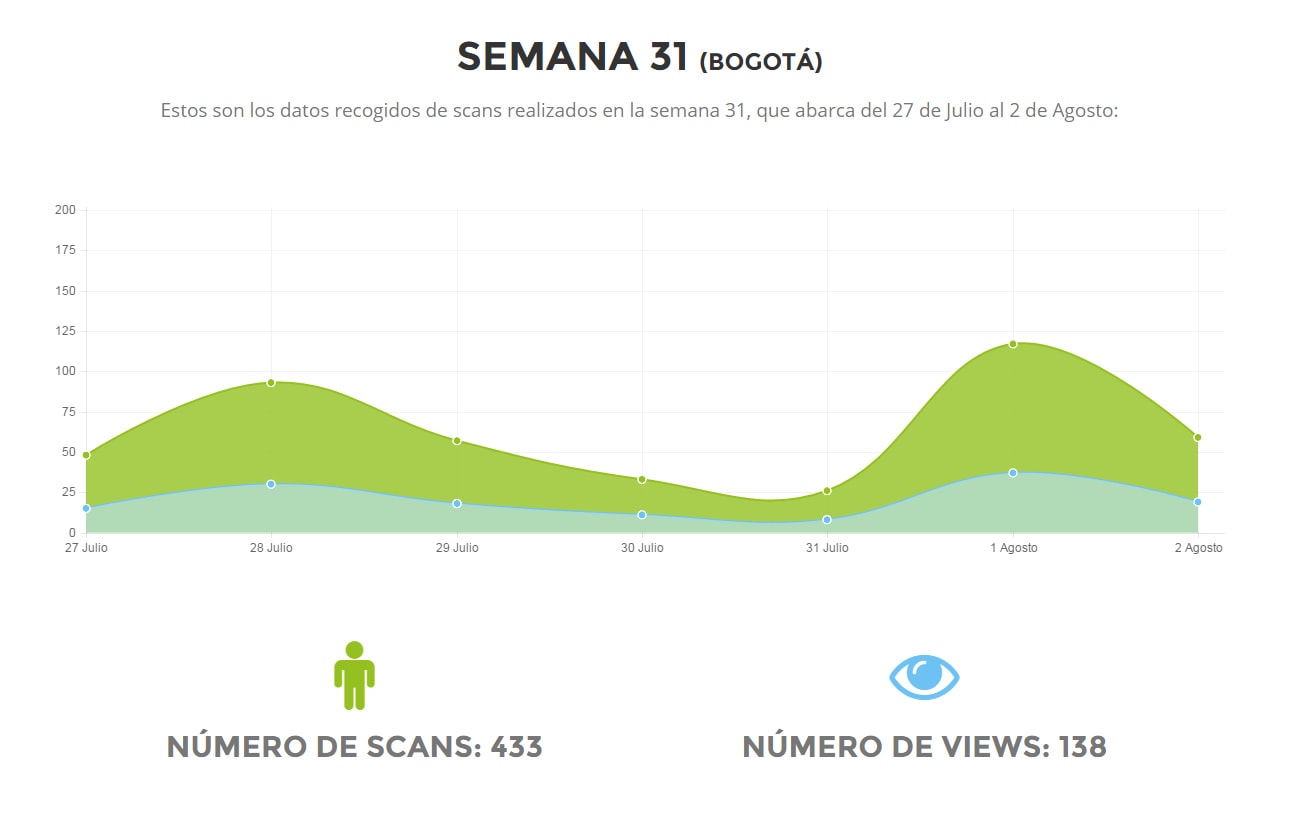 SEMANA 31 (BOGOTÁ)
Estos son los datos recogidos de scans realizados en la semana 31, que abarca del 27 de Julio al 2 de Agosto:
200
175
150
125
100
75
50
25
0
27 Julio 28 Julio 29 Julio 30 Julio 31 Julio 1 Agosto 2 Agosto
NÚMERO DE SCANS: 433 NÚMERO DE VIEWS: 138